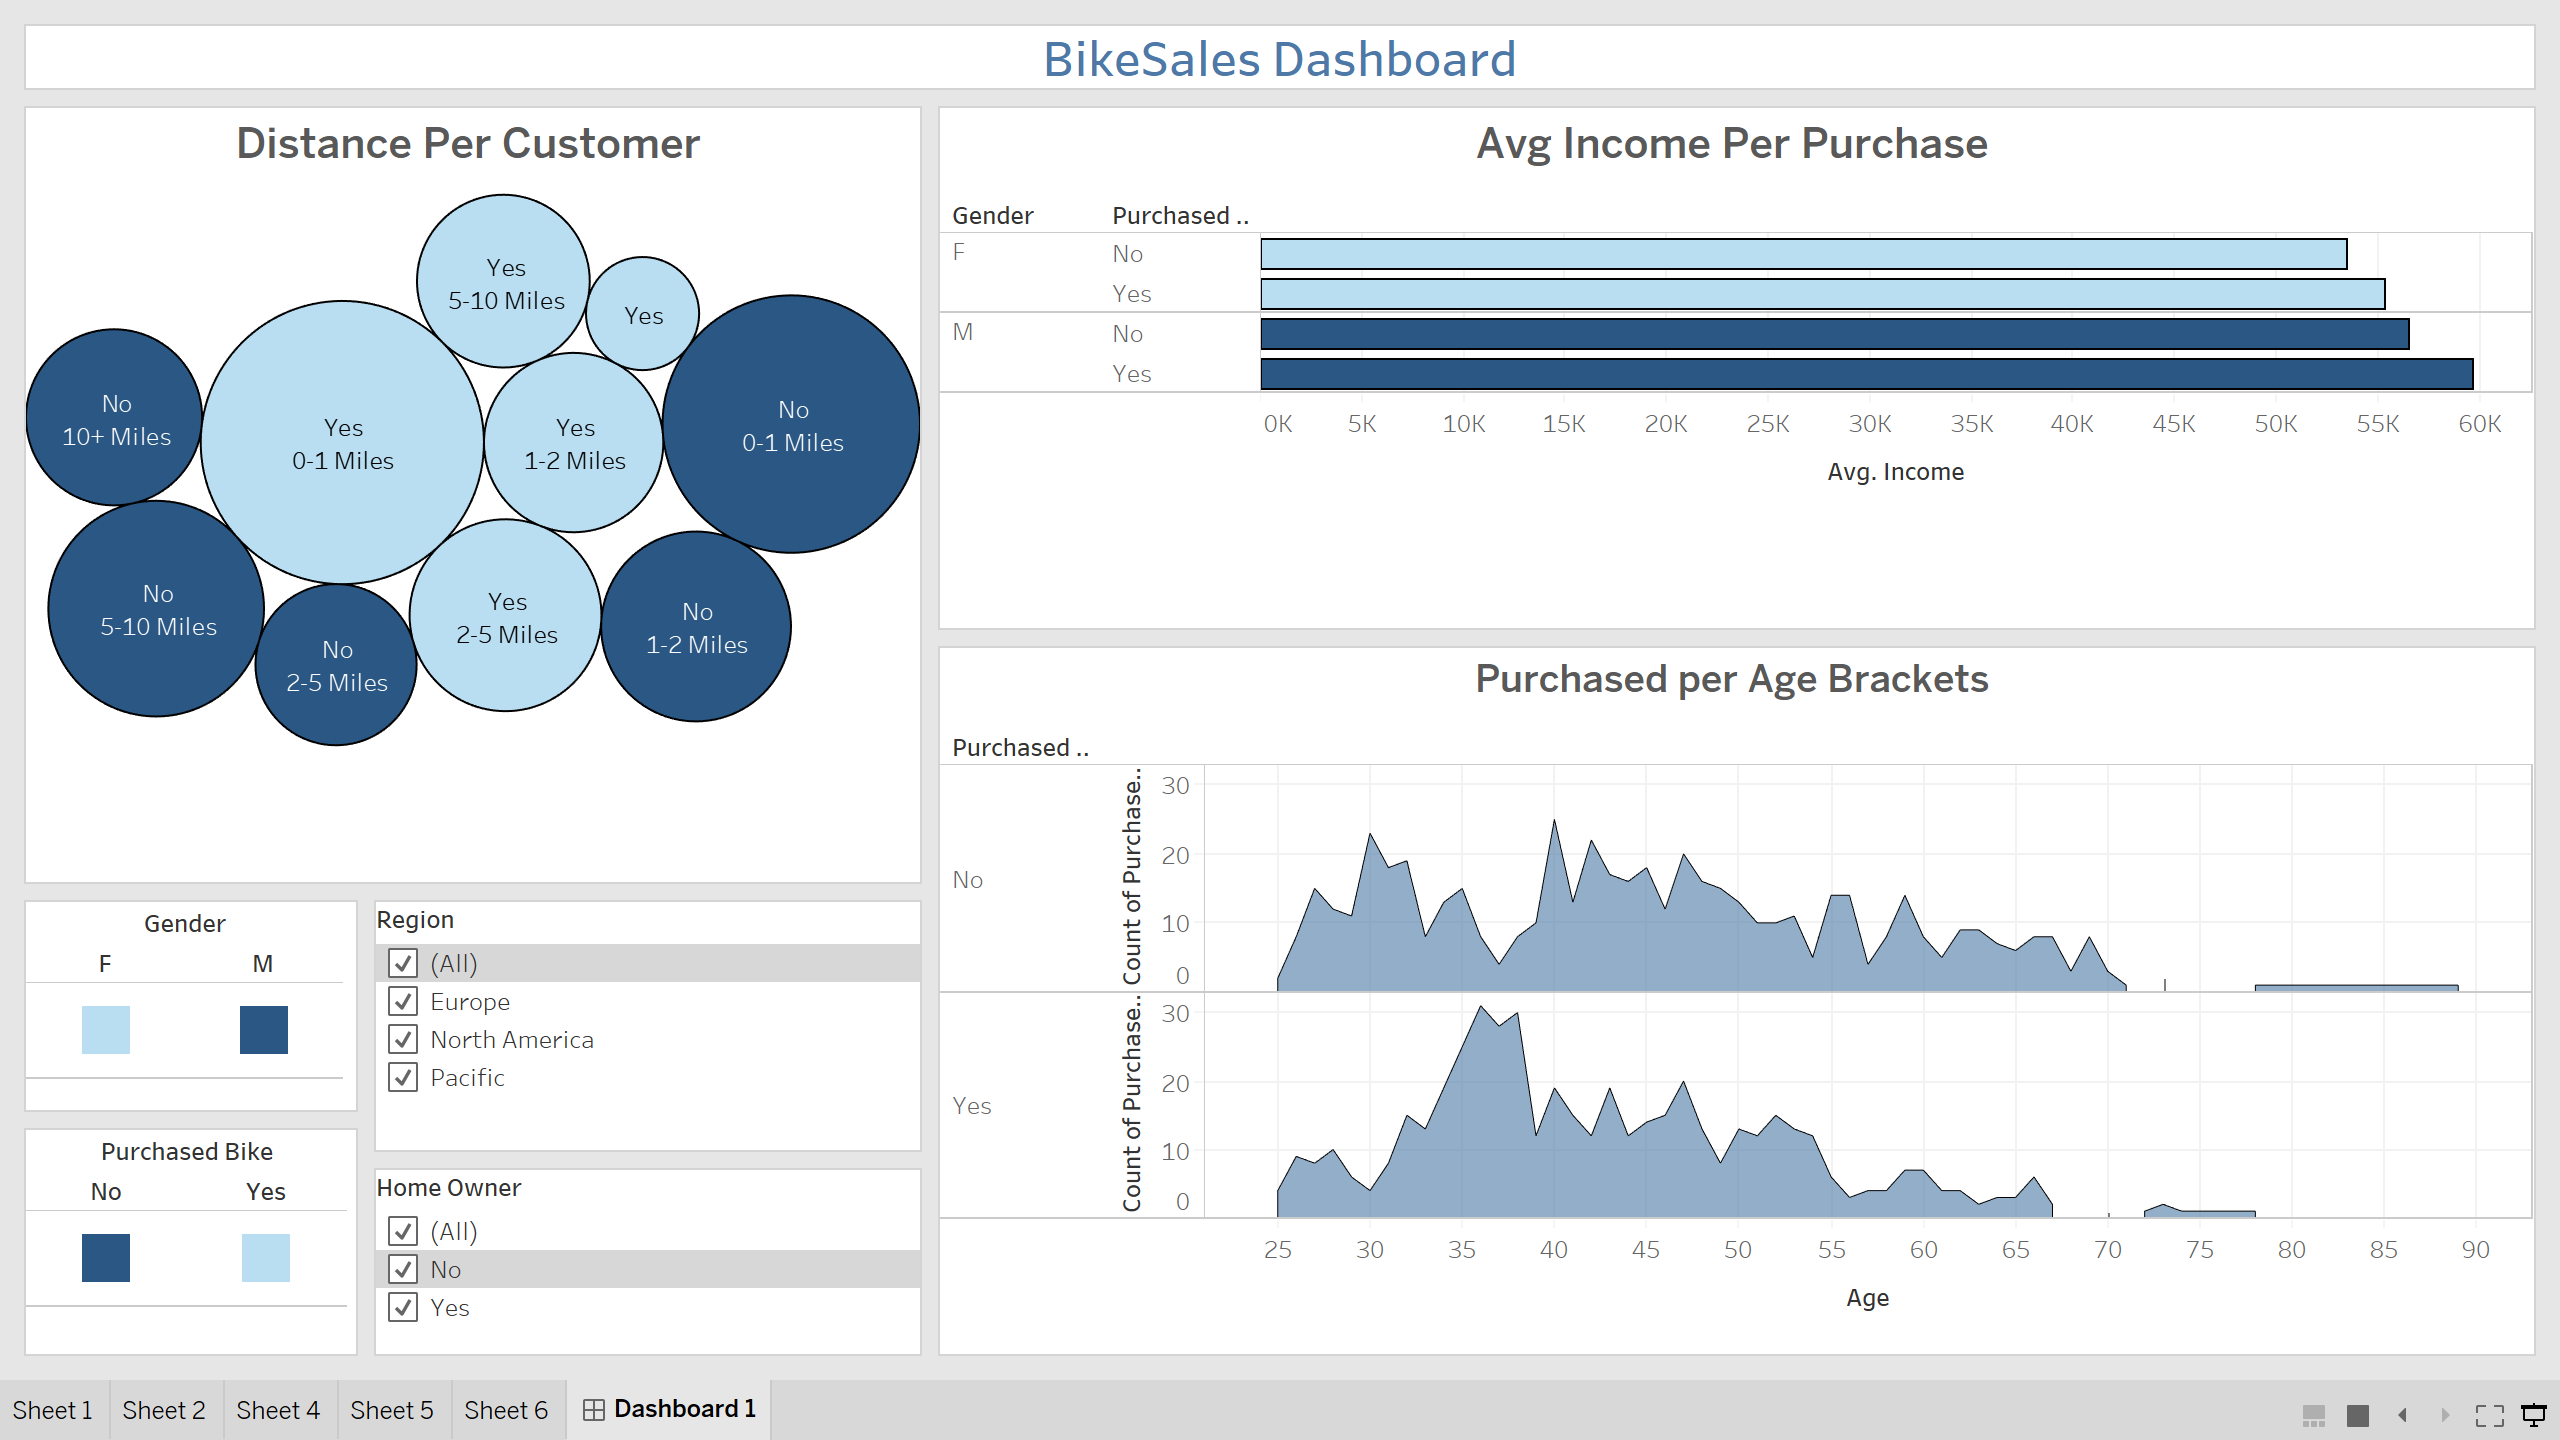 BikeSales Dashboard
Distance Per Customer
Yes
5-10 Miles
Yes
No
10+ Miles
Yes
0-1 Miles
Yes
1-2 Miles
No
0-1 Miles
No
5-10 Miles
No
2-5 Miles
Yes
2-5 Miles
No
1-2 Miles
Avg Income Per Purchase
Gender Purchased ..
F No
Yes
M No
Yes
0K 5K 10K 15K 20K 25K 30K 35K 40K 45K 50K 55K 60K
Avg. Income
Purchased per Age Brackets
Purchased ..
No
Count of Purchase..
30
20
10
0
Yes
Count of Purchase..
30
20
10
0
25 30 35 40 45 50 55 60 65 70 75 80 85 90
Age
Gender
F M
Purchased Bike
No Yes
Region
(All)
Europe
North America
Pacific
Home Owner
(All)
No
Yes
Sheet 1 Sheet 2 Sheet 4 Sheet 5 Sheet 6 Dashboard 1